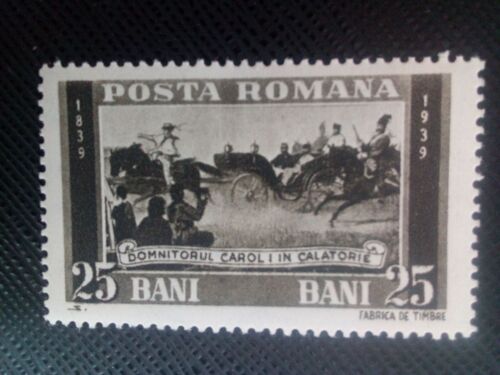 POSTA ROMANA
1839
1939
DOMNITORUL CAROL I IN CALATORIE
25 BANI BANI 25
S.
FABRICA DE TIMBRE